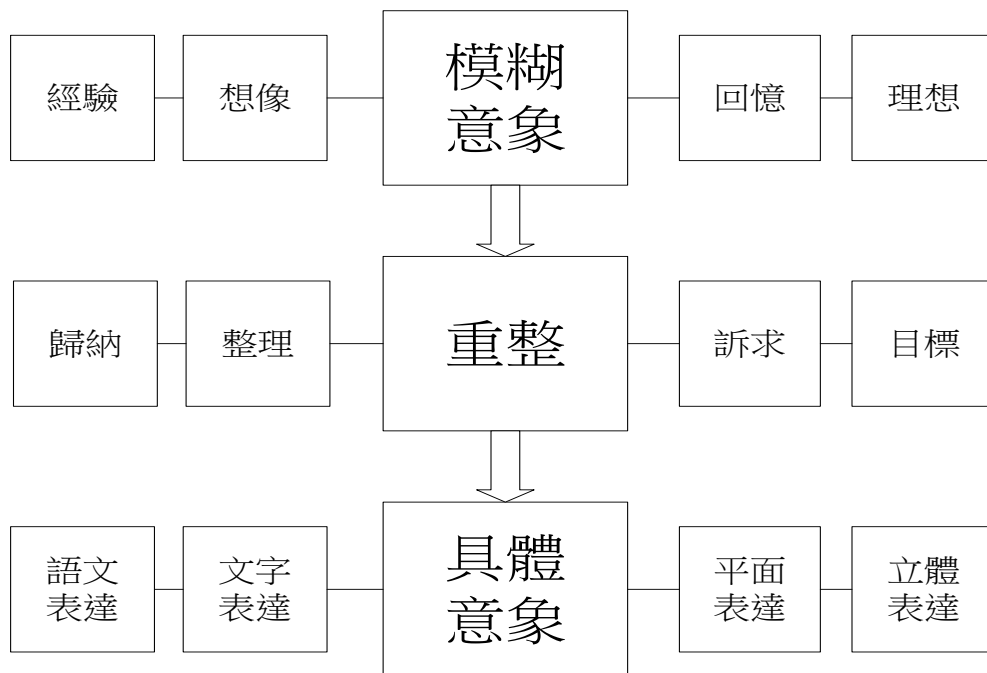 經驗
想像
模糊
意象
回憶
理想
歸納
整理
重整
訴求
目標
語文
表達
文字
表達
具體
意象
平面
表達
立體
表達